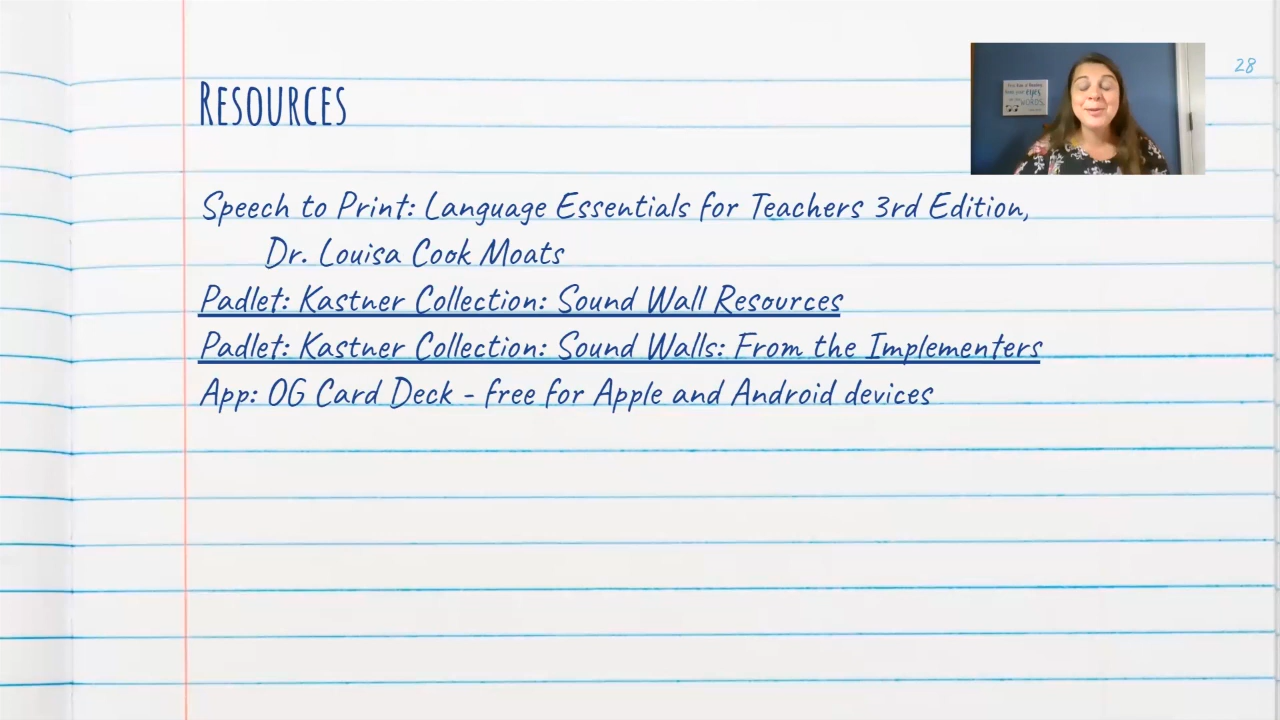 RESOURCES
28
Speech to Print: Language Essentials for Teachers 3rd Edition,
Dr. Louisa Cook Moats
Padlet: Kastner Collection: Sound Wall Resources
Padlet: Kastner Collection: Sound Walls: From the Implementers
App: OG Card Deck - free for Apple and Android devices
eyes
WORDS